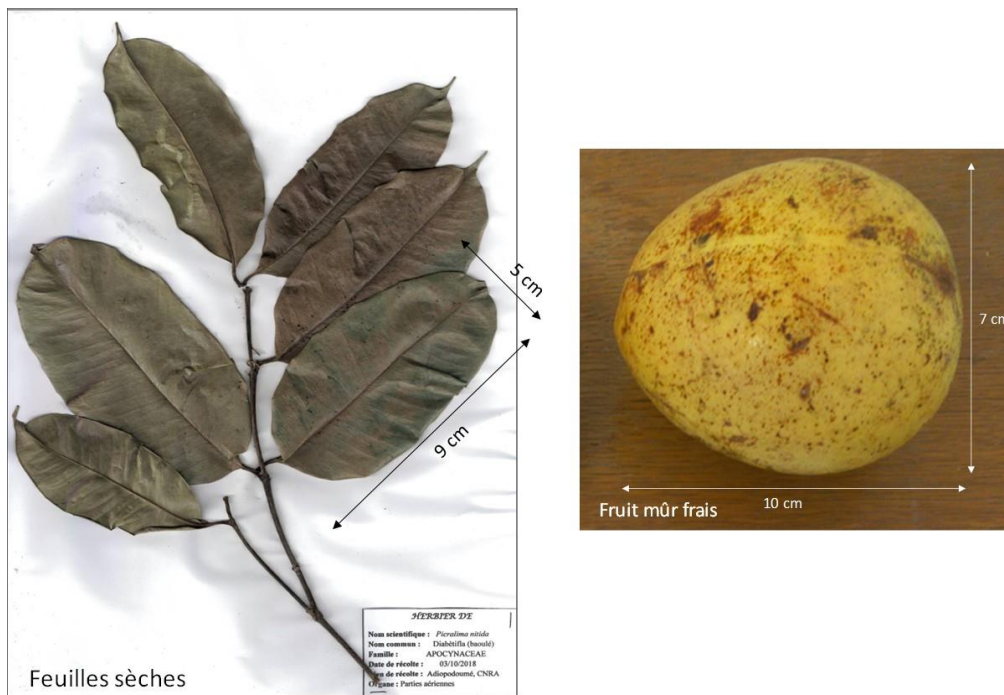 5 cm
9 cm
Feuilles sèches
HERBIER DE
Nom scientifique : Picralima nitida
Nom commun : Diabètifla (baoulé)
Famille : APOCYNACEAE
Date de récolte : 03/10/2018
de récolte : Adiopodoumé, CNRA
Organe : Parties aériennes
7 cm
10 cm
Fruit mûr frais